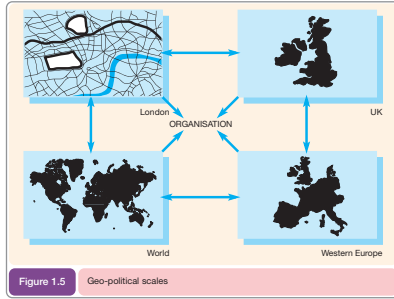 London
UK
ORGANISATION
World
Western Europe
Figure 1.5
Geo-political scales